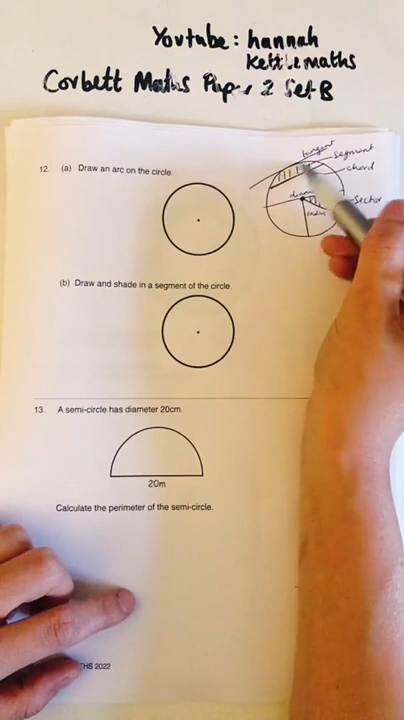 Youtube: hannah
kettlemaths
Corbett Maths Paper 2 Set B
tangent
segment
12. (a) Draw an arc on the circle.
chord
sector
radius
(b) Draw and shade in a segment of the circle.
13. A semi-circle has diameter 20cm.
20m
Calculate the perimeter of the semi-circle.
HS 2022